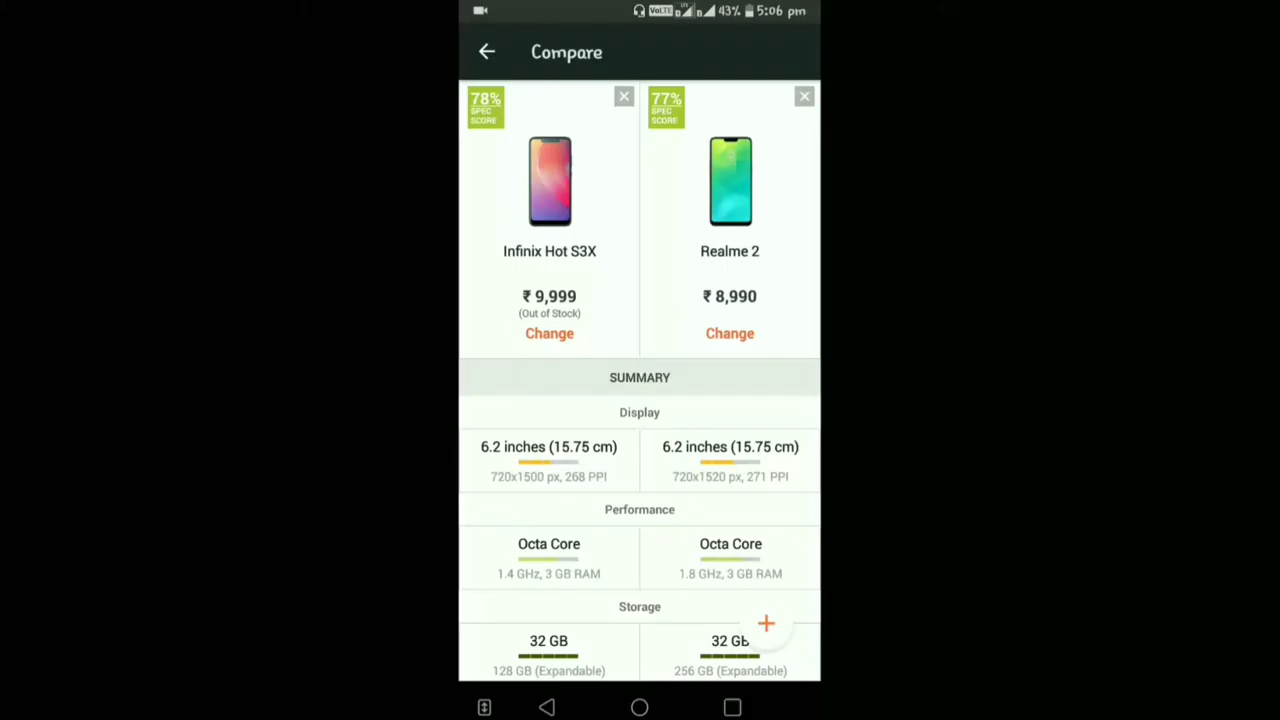 VoLTE 43% 5:06 pm
Compare
78% SPEC SCORE
77% SPEC SCORE
Infinix Hot S3X
Realme 2
₹ 9,999
₹ 8,990
(Out of Stock)
Change
Change
SUMMARY
Display
6.2 inches (15.75 cm)
6.2 inches (15.75 cm)
720x1500 px, 268 PPI
720x1520 px, 271 PPI
Performance
Octa Core
Octa Core
1.4 GHz, 3 GB RAM
1.8 GHz, 3 GB RAM
Storage
32 GB
32 GB
128 GB (Expandable)
256 GB (Expandable)